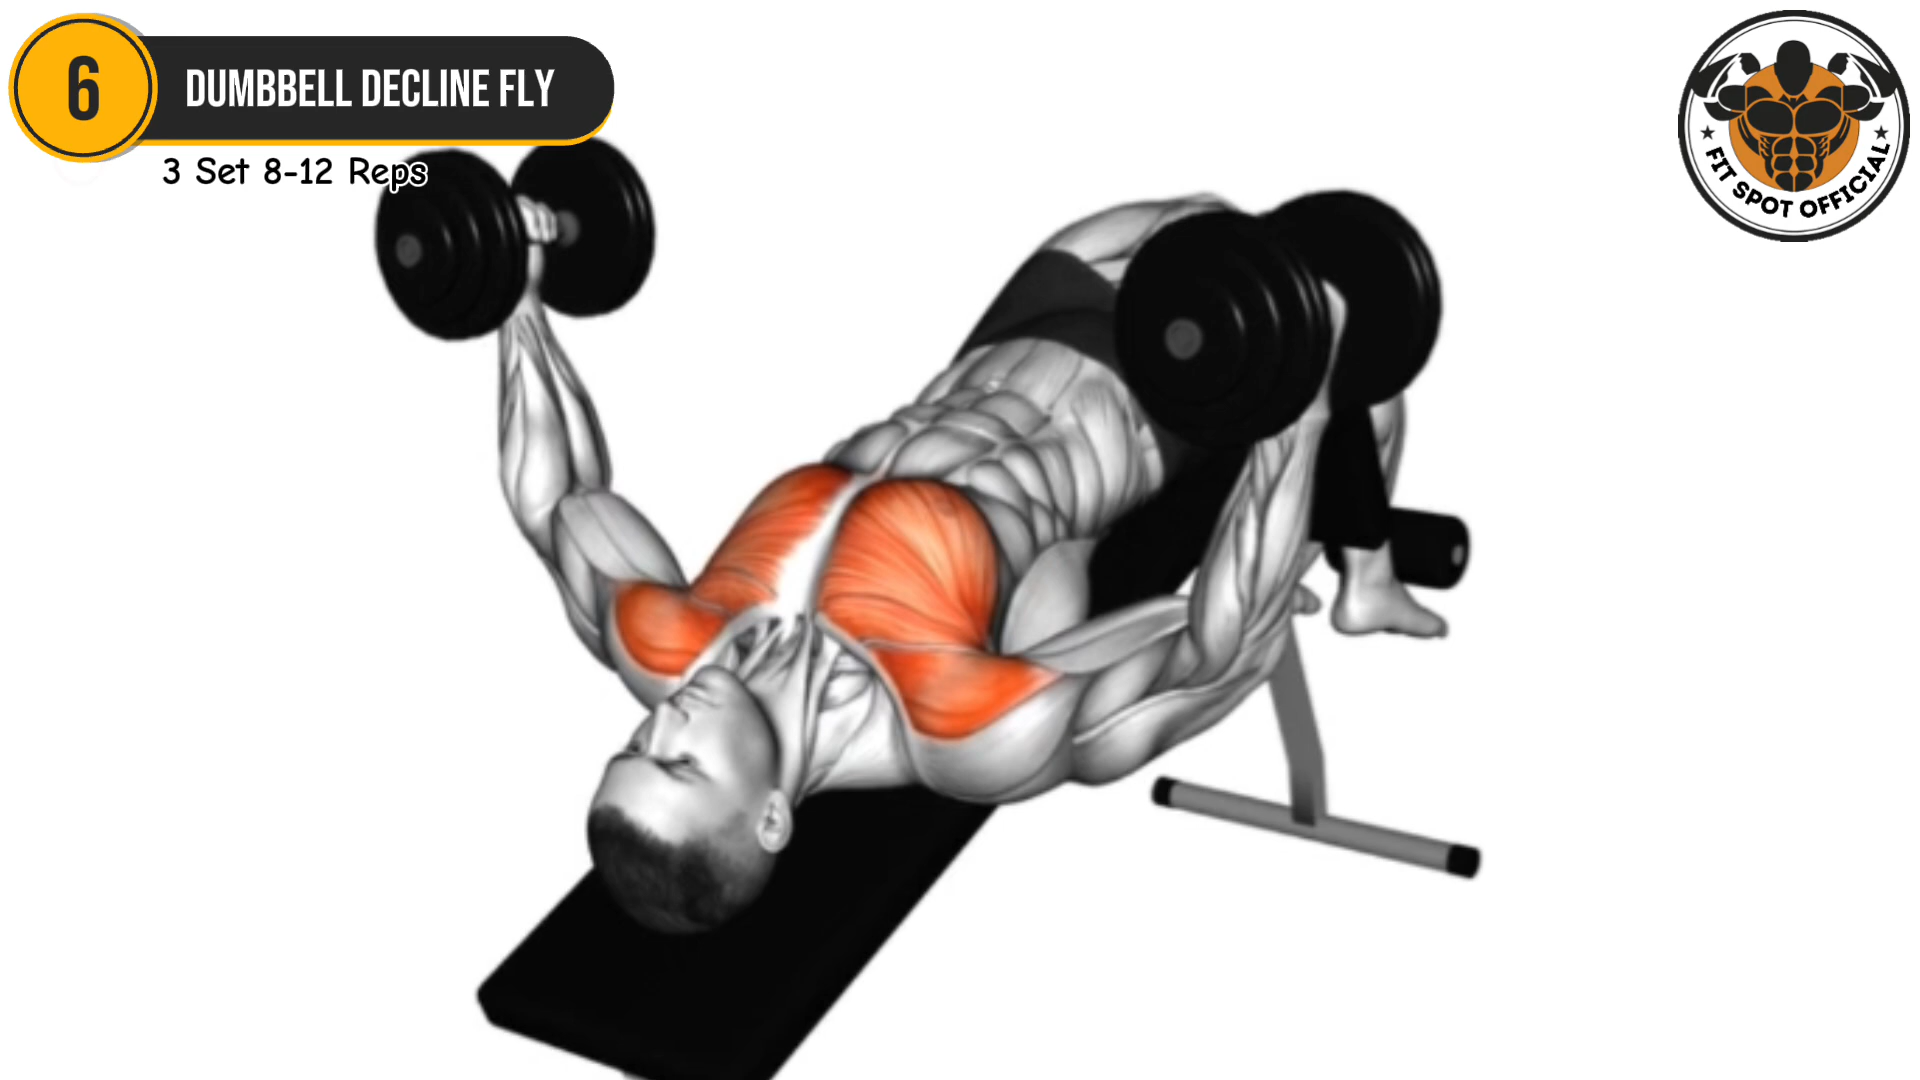 6
DUMBBELL DECLINE FLY
3 Set 8-12 Reps
FIT SPOT OFFICIAL